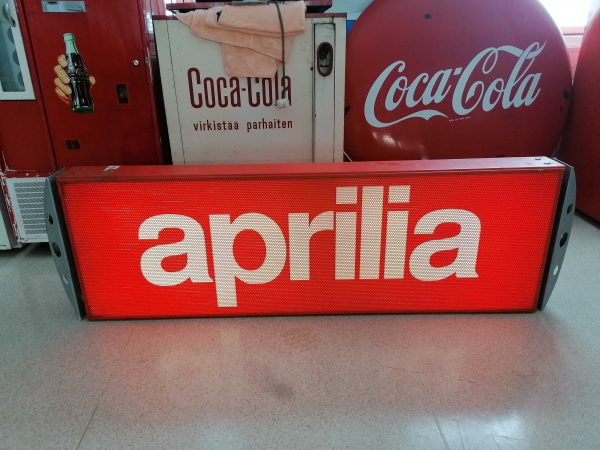 Coca-Cola
virkistää parhaiten
Coca-Cola
aprilia